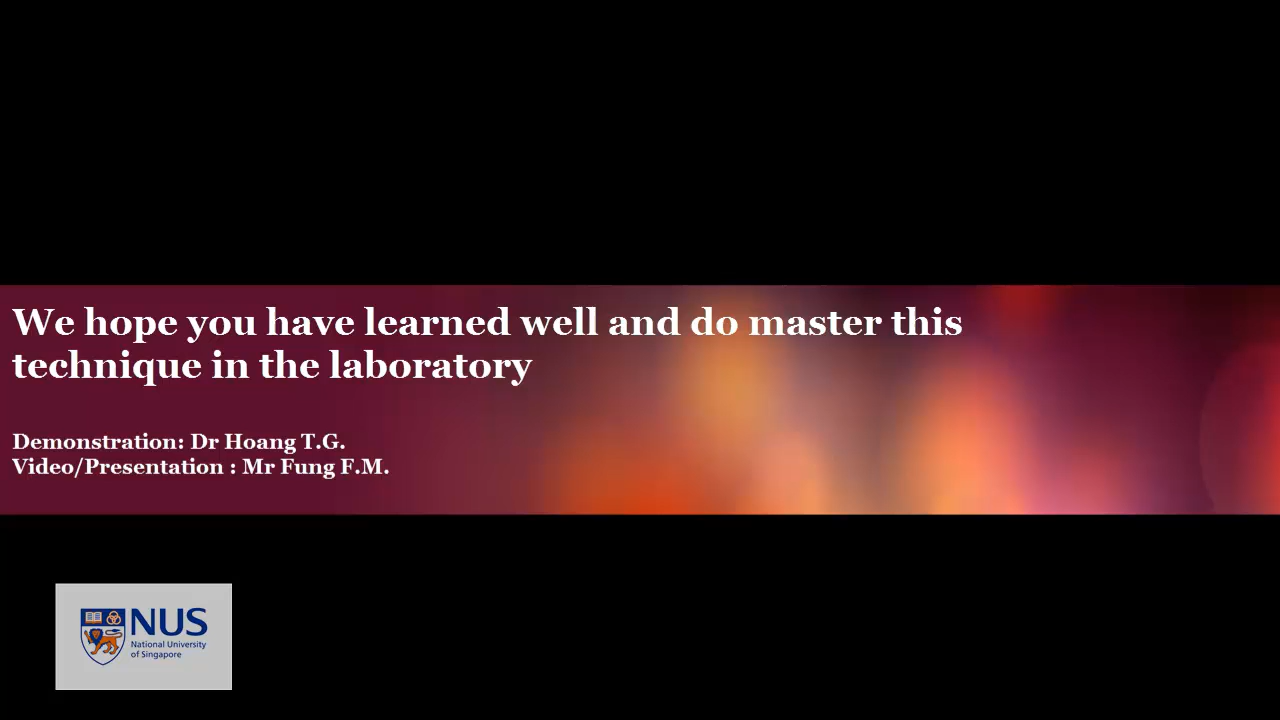 We hope you have learned well and do master this
technique in the laboratory
Demonstration: Dr Hoang T.G.
Video/Presentation : Mr Fung F.M.
NUS
National University
of Singapore